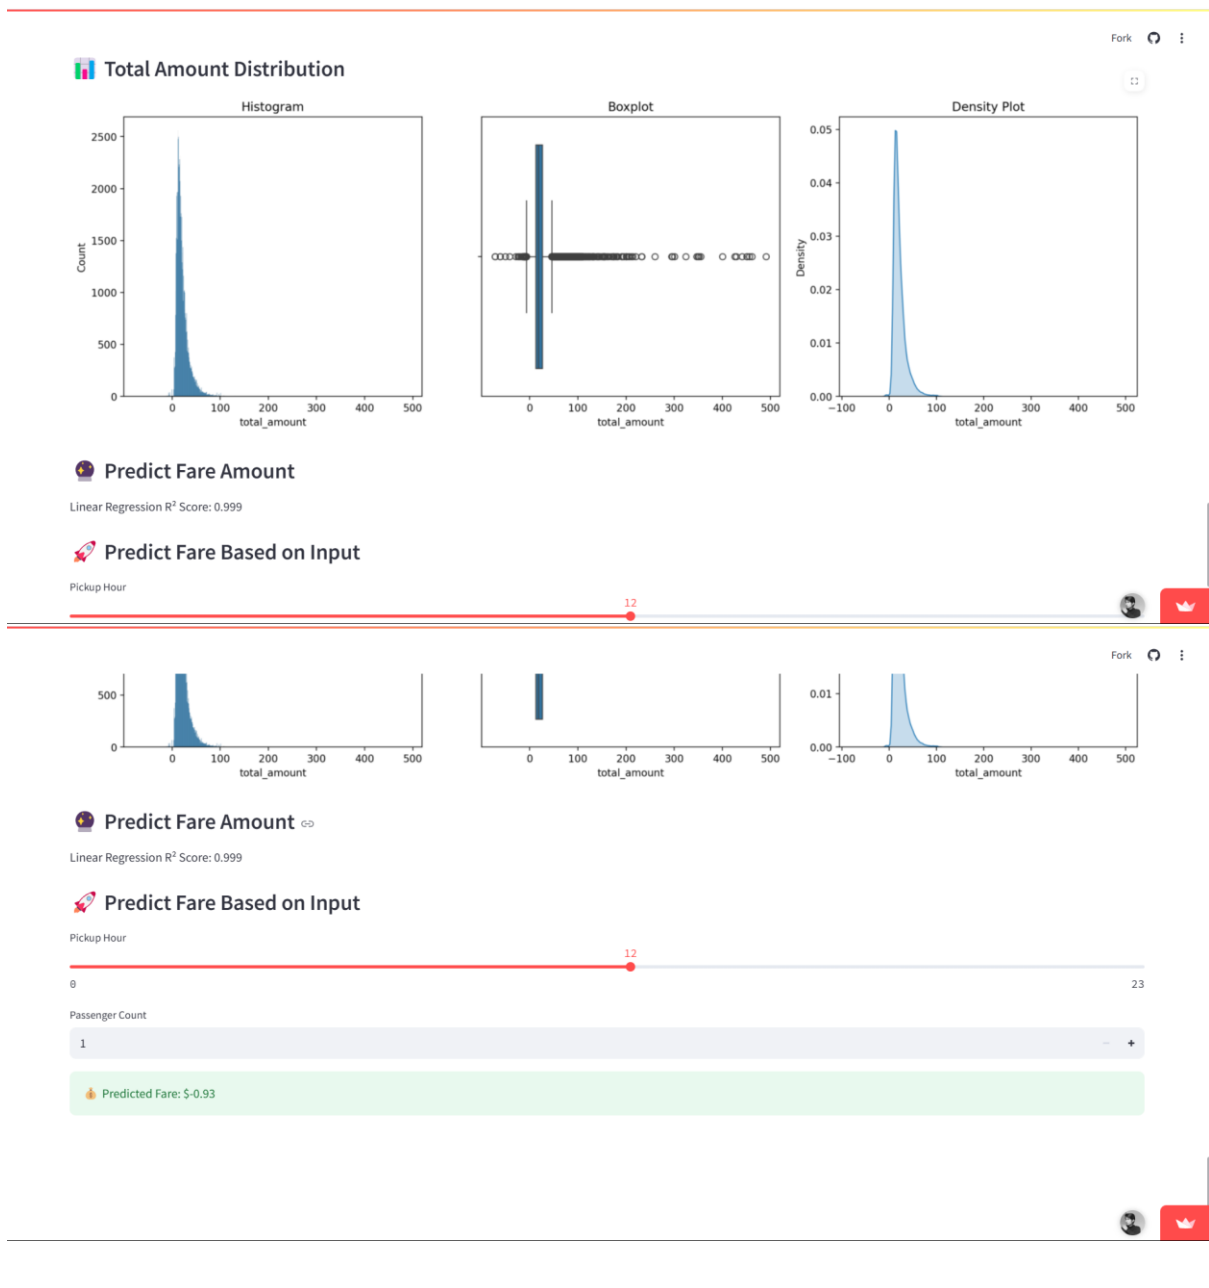 Fork
Total Amount Distribution
Histogram
Boxplot
Density Plot
2500
2000
1500
1000
500
0
Count
0 100 200 300 400 500
total_amount
0 100 200 300 400 500
total_amount
0.05
0.04
0.03
0.02
0.01
0.00
Density
−100 0 100 200 300 400 500
total_amount
Predict Fare Amount
Linear Regression R² Score: 0.999
Predict Fare Based on Input
Pickup Hour
12
Fork
500
0
0 100 200 300 400 500
total_amount
0 100 200 300 400 500
total_amount
0.01
0.00
−100 0 100 200 300 400 500
total_amount
Predict Fare Amount
Linear Regression R² Score: 0.999
Predict Fare Based on Input
Pickup Hour
12
0 23
Passenger Count
1
Predicted Fare: $-0.93